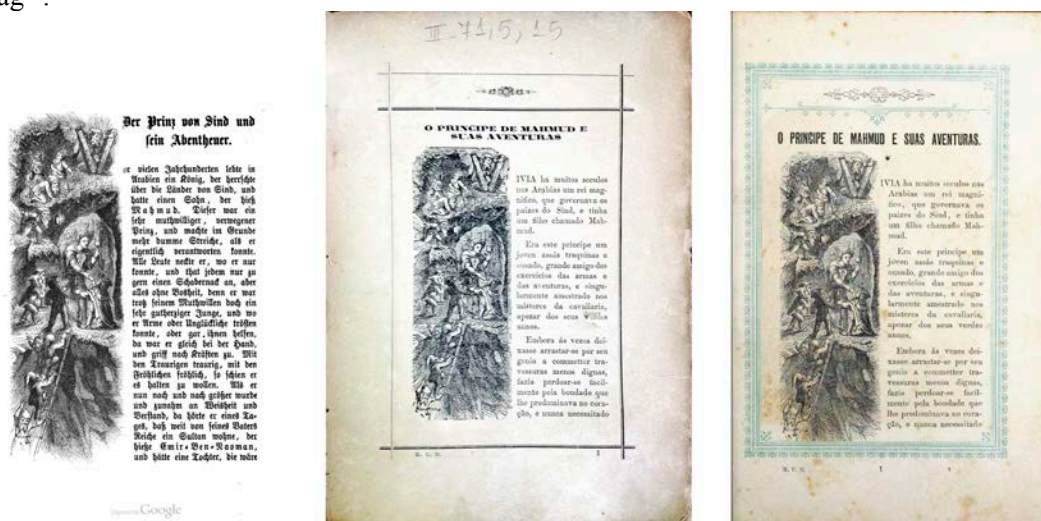 ag".
Der Prinz von Sind und
sein Abentheuer.
or vielen Jahrhunderten lebte in
Arabien ein König, der herrschte
über die Länder von Sind, und
hatte einen Sohn, der hieß
Mahmud. Dieser war ein
sehr muthwilliger, verwegener
Prinz, und machte im Grunde
mehr dumme Streiche, als er
eigentlich verantworten konnte.
Alle Leute neckte er, wo er nur
konnte, und that jedem nur zu
gern einen Schabernack an, aber
alles ohne Bosheit, denn er war
trotz seinem Muthwillen doch ein
sehr gutherziger Junge, und wo
er Arme oder Unglückliche trösten
konnte, oder gar ihnen helfen,
da war er gleich bei der Hand,
und griff nach Kräften zu. Mit
den Traurigen traurig, mit den
Fröhlichen fröhlich, so schien er
es halten zu wollen. Als er
nun nach und nach größer wurde
und zunahm an Weisheit und
Verstand, da hörte er eines Ta-
ges, daß weit von seines Vaters
Reiche ein Sultan wohne, der
hieße Emir-Ben-Naoman,
und hätte eine Tochter, die wäre
Google
III-71,5,15
O PRINCIPE DE MAHMUD E
SUAS AVENTURAS
IVIA ha muitos seculos
nas Arabias um rei mag-
nifico, que governava os
paizes do Sind, e tinha
um filho chamado Mah-
mud.
Era este principe um
joven assás traquinas e
ousado, grande amigo dos
exercicios das armas e
das aventuras, e singu-
larmente amestrado nos
misteres da cavallaria,
apezar dos seus verdes
annos.
Embora ás vezes dei-
xasse arrastar-se por seu
genio a commetter tra-
vessuras menos dignas,
fazia perdoar-se facil-
mente pela bondade que
lhe predominava no cora-
ção, e nunca necessitado
1
O PRINCIPE DE MAHMUD E SUAS AVENTURAS.
IVIA ha muitos seculos nas
Arabias um rei magni-
fico, que governava os
paizes do Sind, e tinha
um filho chamado Mah-
mud.
Era este principe um
joven assás traquinas e
ousado, grande amigo dos
exercicios das armas e
das aventuras, e singu-
larmente amestrado nos
misteres da cavallaria,
apezar dos seus verdes
annos.
Embora ás vezes dei-
xasse arrastar-se por seu
genio a commetter tra-
vessuras menos dignas,
fazia perdoar-se facil-
mente pela bondade que
lhe predominava no cora-
ção, e nunca necessitado
1